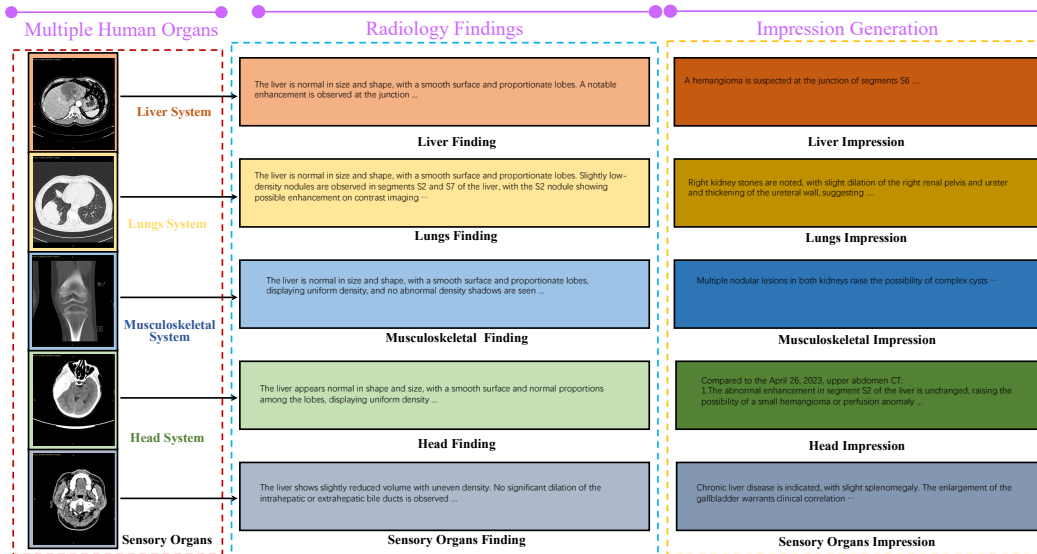 Multiple Human Organs
Radiology Findings
Impression Generation
Liver System
The liver is normal in size and shape, with a smooth surface and proportionate lobes. A notable
enhancement is observed at the junction ...
Liver Finding
A hemangioma is suspected at the junction of segments S6 ....
Liver Impression
Lungs System
The liver is normal in size and shape, with a smooth surface and proportionate lobes. Slightly low-
density nodules are observed in segments S2 and S7 of the liver, with the S2 nodule showing
possible enhancement on contrast imaging ···
Lungs Finding
Right kidney stones are noted, with slight dilation of the right renal pelvis and ureter
and thickening of the ureteral wall, suggesting ....
Lungs Impression
Musculoskeletal
System
The liver is normal in size and shape, with a smooth surface and proportionate lobes,
displaying uniform density, and no abnormal density shadows are seen ...
Musculoskeletal Finding
Multiple nodular lesions in both kidneys raise the possibility of complex cysts ···
Musculoskeletal Impression
Head System
The liver appears normal in shape and size, with a smooth surface and normal proportions
among the lobes, displaying uniform density ...
Head Finding
Compared to the April 26, 2023, upper abdomen CT:
1.The abnormal enhancement in segment S2 of the liver is unchanged, raising the
possibility of a small hemangioma or perfusion anomaly ...
Head Impression
Sensory Organs
The liver shows slightly reduced volume with uneven density. No significant dilation of the
intrahepatic or extrahepatic bile ducts is observed ...
Sensory Organs Finding
Chronic liver disease is indicated, with slight splenomegaly. The enlargement of the
gallbladder warrants clinical correlation ···
Sensory Organs Impression